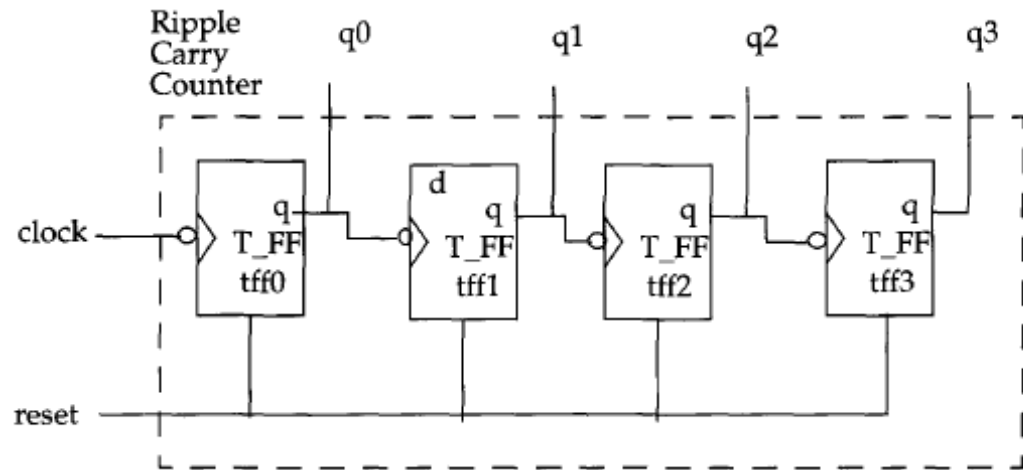 Ripple
Carry
Counter
q0
q1
q2
q3
clock
q
T_FF
tff0
d
q
T_FF
tff1
q
T_FF
tff2
q
T_FF
tff3
reset